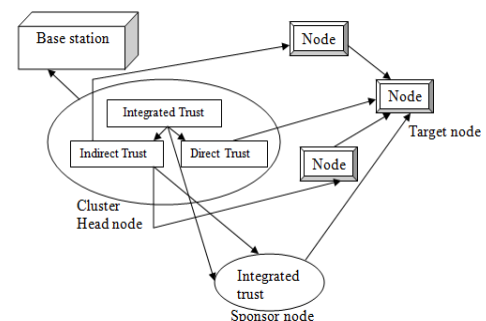 Base station
Node
Integrated Trust
Node
Target node
Indirect Trust
Direct Trust
Node
Cluster
Head node
Integrated
trust
Sponsor node